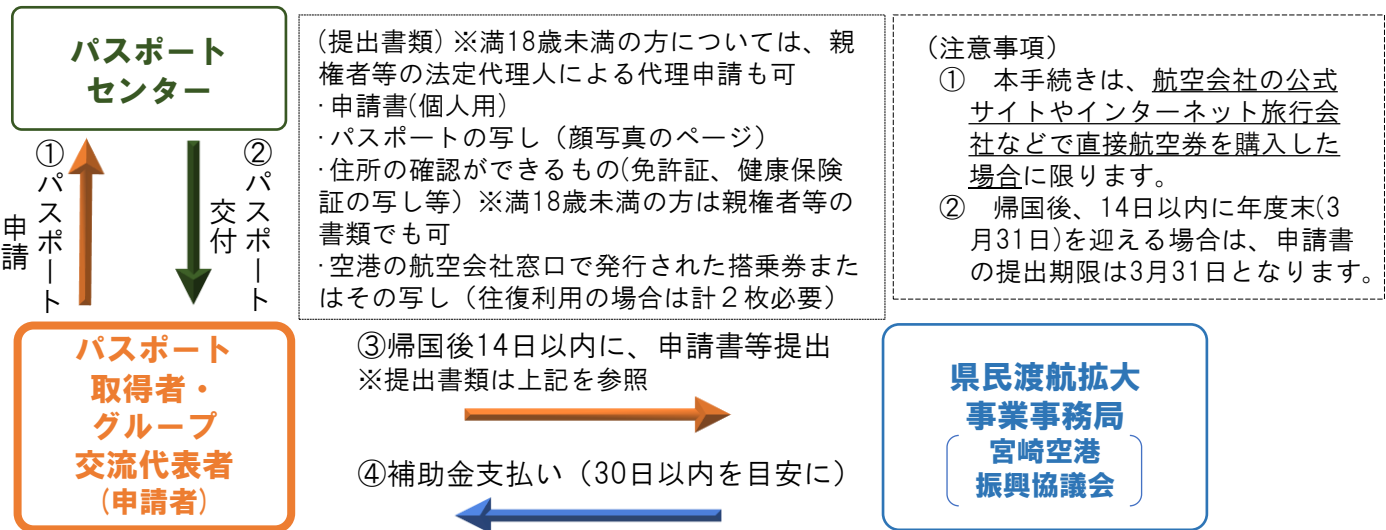 パスポート
センター
①パスポート
申請
②パスポート
交付
(提出書類) ※満18歳未満の方については、親
権者等の法定代理人による代理申請も可
·申請書(個人用)
·パスポートの写し（顔写真のページ）
·住所の確認ができるもの(免許証、健康保険
証の写し等）※満18歳未満の方は親権者等の
書類でも可
·空港の航空会社窓口で発行された搭乗券また
はその写し（往復利用の場合は計２枚必要）
（注意事項）
①　本手続きは、航空会社の公式
サイトやインターネット旅行会
社などで直接航空券を購入した
場合に限ります。
②　帰国後、14日以内に年度末(3
月31日)を迎える場合は、申請書
の提出期限は3月31日となります。
パスポート
取得者・
グループ
交流代表者
(申請者)
③帰国後14日以内に、申請書等提出
※提出書類は上記を参照
④補助金支払い（30日以内を目安に）
県民渡航拡大
事業事務局
宮崎空港
振興協議会